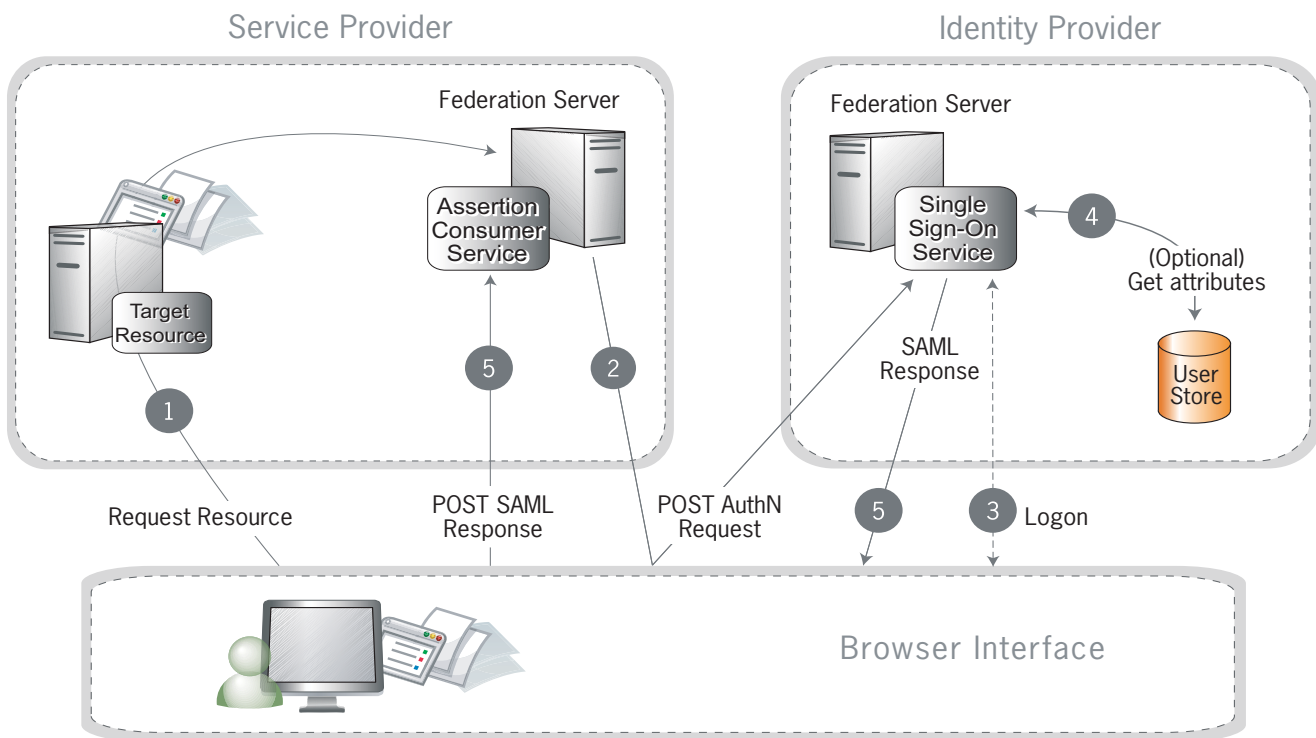 Service Provider
Identity Provider
Federation Server
Federation Server
Assertion
Consumer
Service
Single
Sign-On
Service
4
(Optional)
Get attributes
Target
Resource
5
2
SAML
Response
User
Store
1
Request Resource
POST SAML
Response
POST AuthN
Request
5
3
Logon
Browser Interface